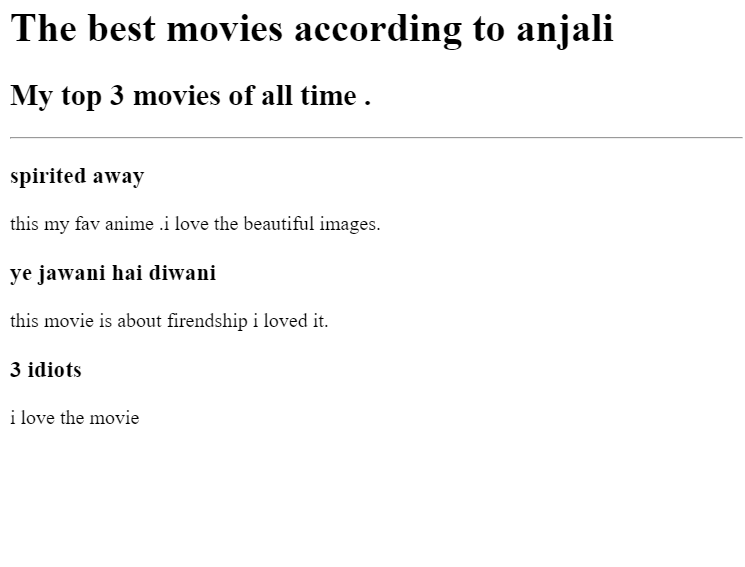 The best movies according to anjali
My top 3 movies of all time .
spirited away
this my fav anime .i love the beautiful images.
ye jawani hai diwani
this movie is about firendship i loved it.
3 idiots
i love the movie